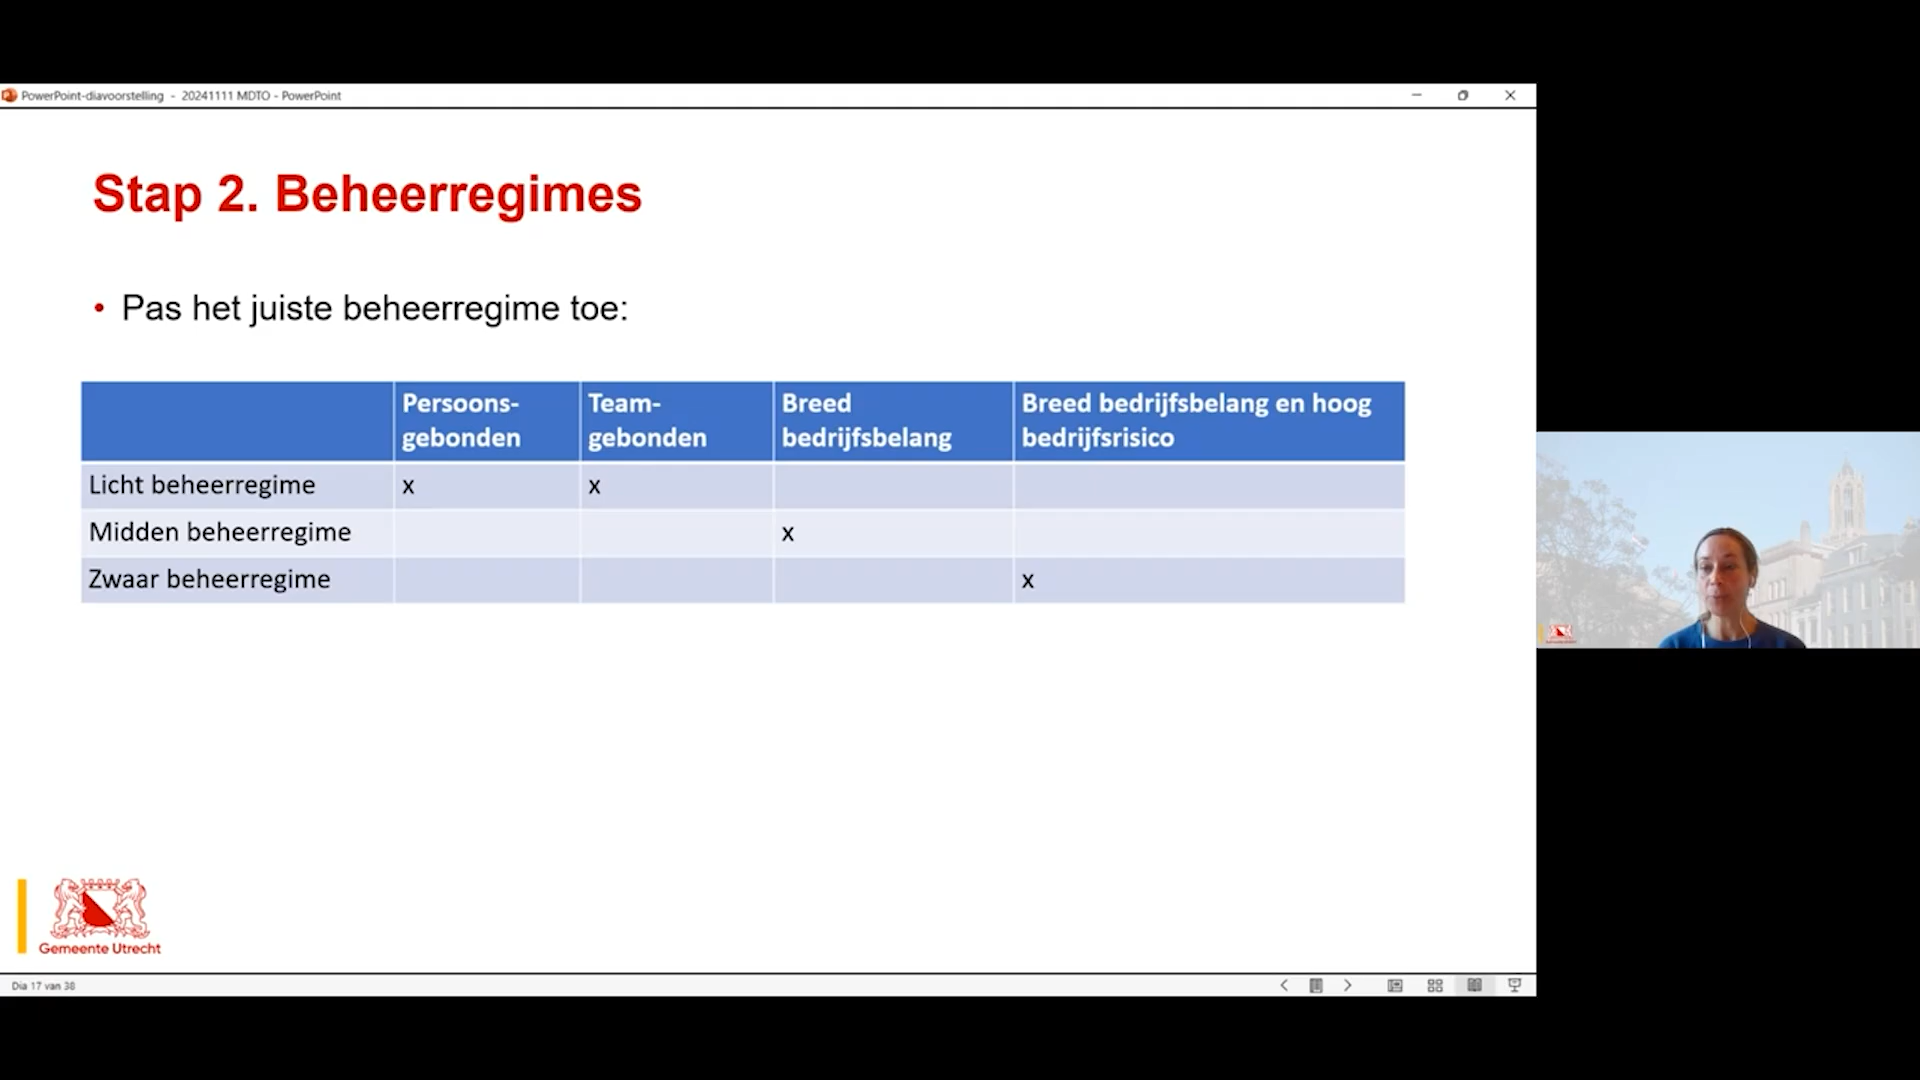 PowerPoint-diavoorstelling - 20241111 MDTO - PowerPoint
Stap 2. Beheerregimes
• Pas het juiste beheerregime toe:
Persoons-
gebonden
Team-
gebonden
Breed
bedrijfsbelang
Breed bedrijfsbelang en hoog
bedrijfsrisico
Licht beheerregime x x
Midden beheerregime x
Zwaar beheerregime x
Gemeente Utrecht
Dia 17 van 38